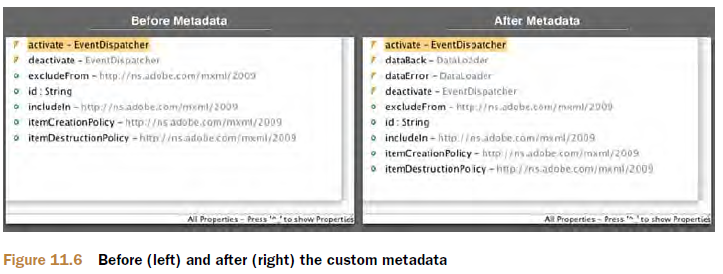 Before Metadata
activate – EventDispatcher
deactivate – EventDispatcher
excludeFrom – http://ns.adobe.com/mxml/2009
id : String
includeIn – http://ns.adobe.com/mxml/2009
itemCreationPolicy – http://ns.adobe.com/mxml/2009
itemDestructionPolicy – http://ns.adobe.com/mxml/2009
All Properties – Press '^ ' to show Properties
After Metadata
activate – EventDispatcher
dataBack – DataLoader
dataError – DataLoader
deactivate – EventDispatcher
excludeFrom – http://ns.adobe.com/mxml/2009
id : String
includeIn – http://ns.adobe.com/mxml/2009
itemCreationPolicy – http://ns.adobe.com/mxml/2009
itemDestructionPolicy – http://ns.adobe.com/mxml/2009
All Properties – Press '^ ' to show Properties
Figure 11.6 Before (left) and after (right) the custom metadata